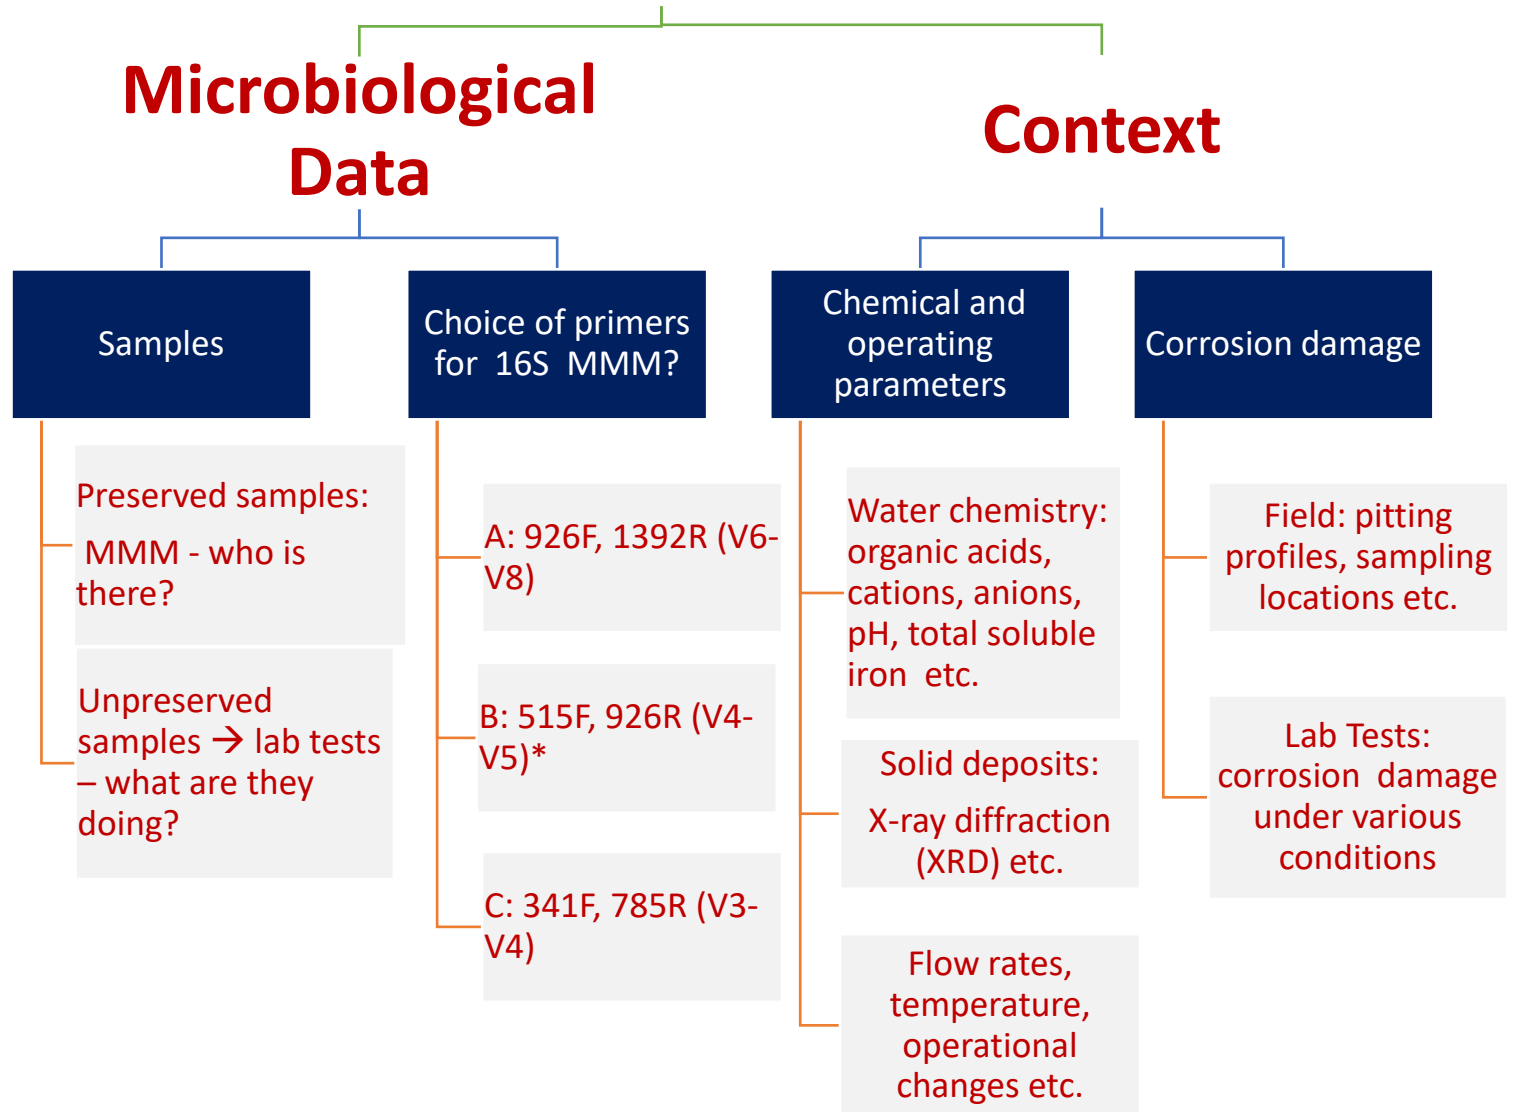 Microbiological
Data
Context
Samples
Preserved samples:
MMM - who is
there?
Unpreserved
samples → lab tests
– what are they
doing?
Choice of primers
for 16S MMM?
A: 926F, 1392R (V6-
V8)
B: 515F, 926R (V4-
V5)*
C: 341F, 785R (V3-
V4)
Chemical and
operating
parameters
Water chemistry:
organic acids,
cations, anions,
pH, total soluble
iron etc.
Solid deposits:
X-ray diffraction
(XRD) etc.
Flow rates,
temperature,
operational
changes etc.
Corrosion damage
Field: pitting
profiles, sampling
locations etc.
Lab Tests:
corrosion damage
under various
conditions